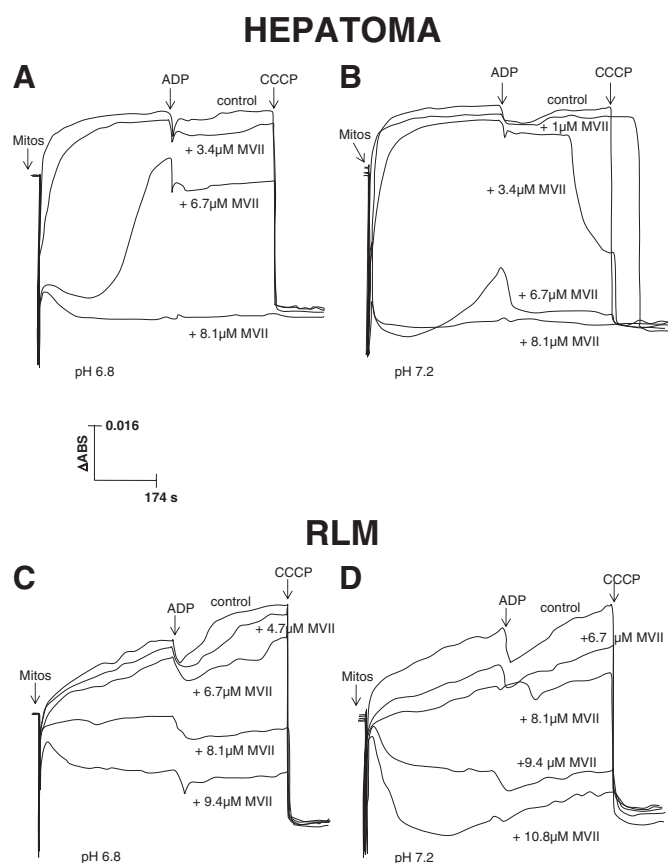 HEPATOMA
A
ADP
CCCP
control
Mitos
+ 3.4µM MVII
+ 6.7µM MVII
+ 8.1µM MVII
pH 6.8
B
ADP
CCCP
control
Mitos
+ 1µM MVII
+ 3.4µM MVII
+ 6.7µM MVII
+ 8.1µM MVII
pH 7.2
0.016
ΔABS
174 s
RLM
C
CCCP
ADP
control
+ 4.7µM MVII
Mitos
+ 6.7µM MVII
+ 8.1µM MVII
+ 9.4µM MVII
pH 6.8
D
CCCP
ADP
control
+6.7 µM MVII
Mitos
+ 8.1µM MVII
+9.4 µM MVII
+ 10.8µM MVII
pH 7.2